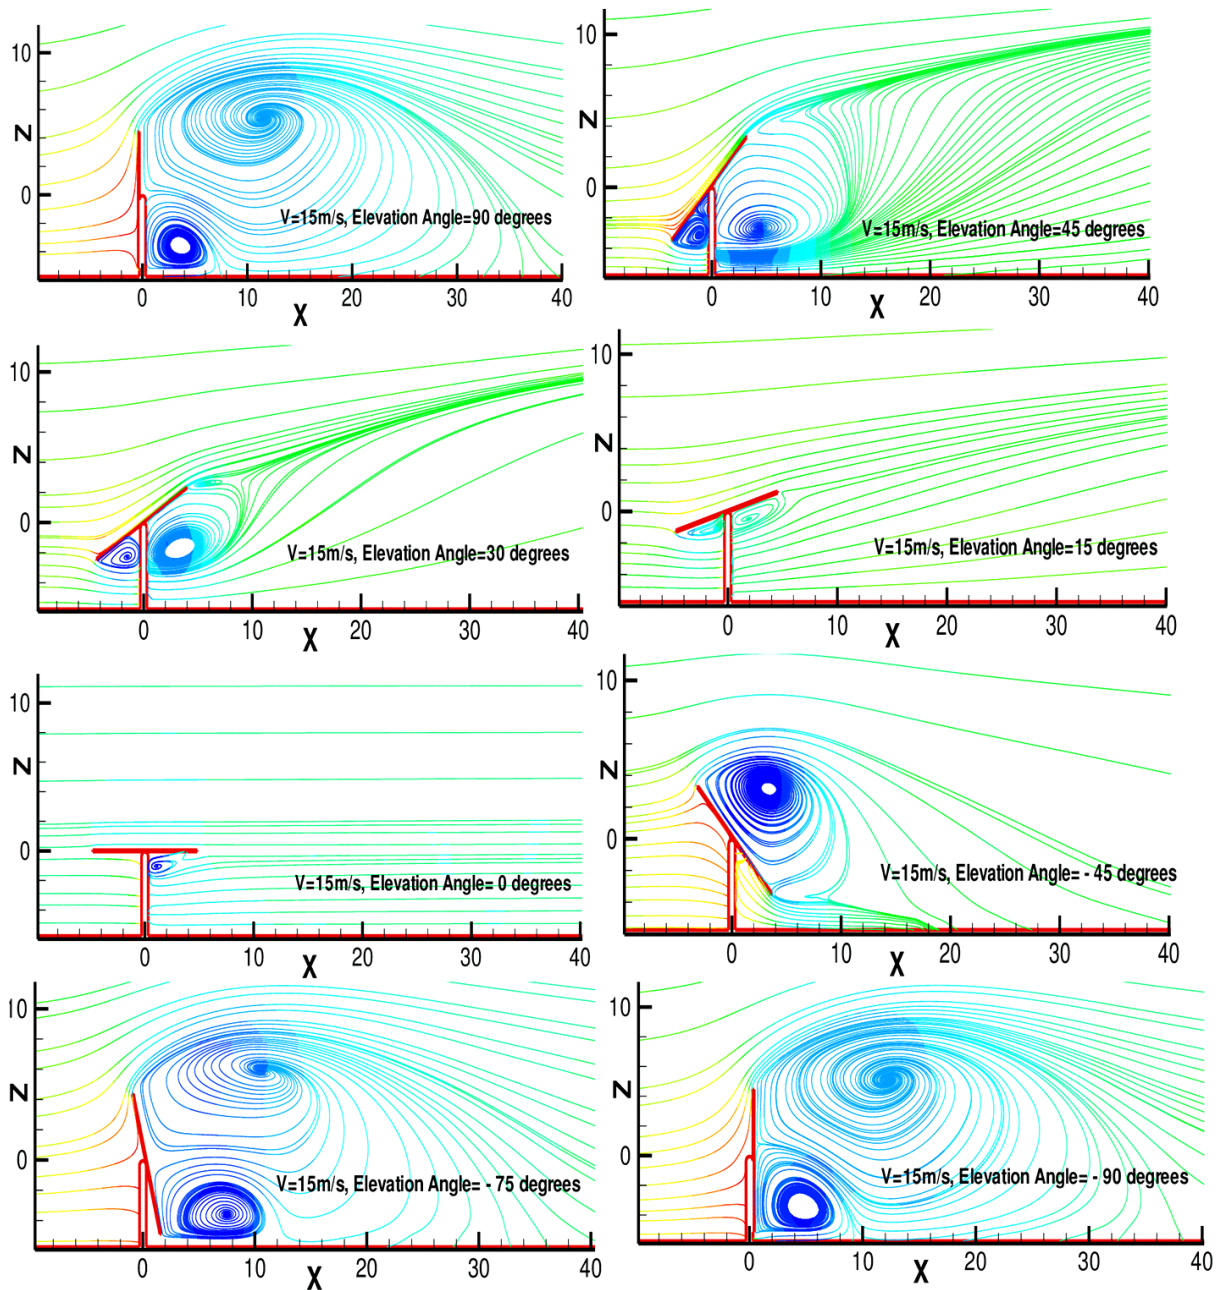 10
Z
0
V=15m/s, Elevation Angle=90 degrees
0 10 20 30 40
X
10
Z
0
V=15m/s, Elevation Angle=45 degrees
0 10 20 30 40
X
10
Z
0
V=15m/s, Elevation Angle=30 degrees
0 10 20 30 40
X
10
Z
0
V=15m/s, Elevation Angle=15 degrees
0 10 20 30 40
X
10
Z
0
V=15m/s, Elevation Angle= 0 degrees
0 10 20 30 40
X
10
Z
0
V=15m/s, Elevation Angle= - 45 degrees
0 10 20 30 40
X
10
Z
0
V=15m/s, Elevation Angle= - 75 degrees
0 10 20 30 40
X
10
Z
0
V=15m/s, Elevation Angle= - 90 degrees
0 10 20 30 40
X